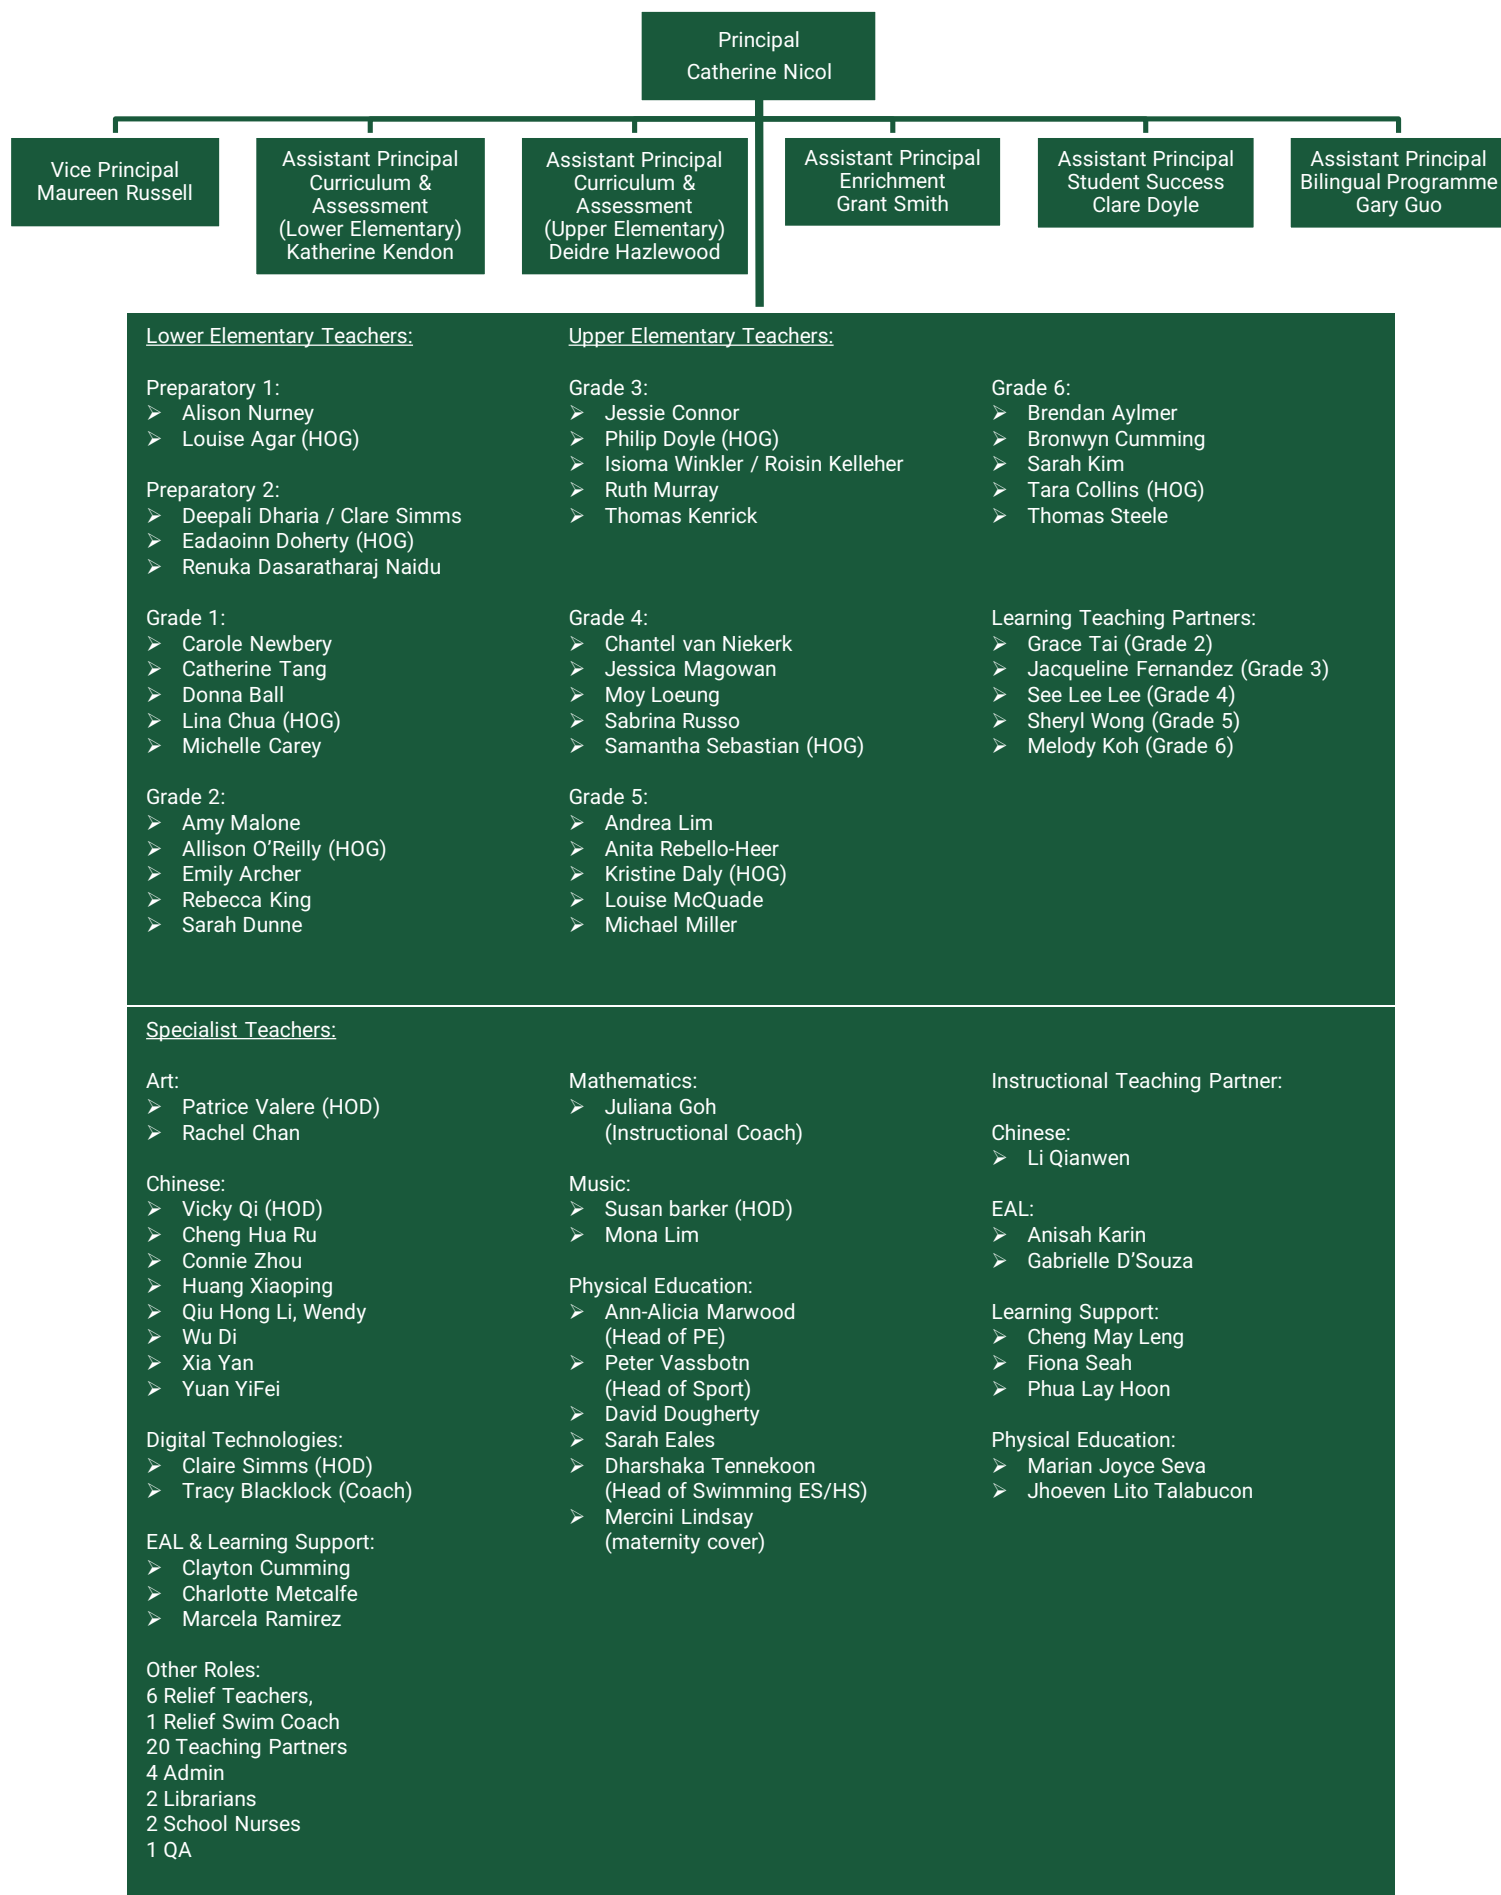 Principal
Catherine Nicol
Vice Principal
Maureen Russell
Assistant Principal
Curriculum &
Assessment
(Lower Elementary)
Katherine Kendon
Assistant Principal
Curriculum &
Assessment
(Upper Elementary)
Deidre Hazlewood
Assistant Principal
Enrichment
Grant Smith
Assistant Principal
Student Success
Clare Doyle
Assistant Principal
Bilingual Programme
Gary Guo
Lower Elementary Teachers:
Preparatory 1:
➢ Alison Nurney
➢ Louise Agar (HOG)
Preparatory 2:
➢ Deepali Dharia / Clare Simms
➢ Eadaoinn Doherty (HOG)
➢ Renuka Dasaratharaj Naidu
Grade 1:
➢ Carole Newbery
➢ Catherine Tang
➢ Donna Ball
➢ Lina Chua (HOG)
➢ Michelle Carey
Grade 2:
➢ Amy Malone
➢ Allison O’Reilly (HOG)
➢ Emily Archer
➢ Rebecca King
➢ Sarah Dunne
Upper Elementary Teachers:
Grade 3:
➢ Jessie Connor
➢ Philip Doyle (HOG)
➢ Isioma Winkler / Roisin Kelleher
➢ Ruth Murray
➢ Thomas Kenrick
Grade 4:
➢ Chantel van Niekerk
➢ Jessica Magowan
➢ Moy Loeung
➢ Sabrina Russo
➢ Samantha Sebastian (HOG)
Grade 5:
➢ Andrea Lim
➢ Anita Rebello-Heer
➢ Kristine Daly (HOG)
➢ Louise McQuade
➢ Michael Miller
Grade 6:
➢ Brendan Aylmer
➢ Bronwyn Cumming
➢ Sarah Kim
➢ Tara Collins (HOG)
➢ Thomas Steele
Learning Teaching Partners:
➢ Grace Tai (Grade 2)
➢ Jacqueline Fernandez (Grade 3)
➢ See Lee Lee (Grade 4)
➢ Sheryl Wong (Grade 5)
➢ Melody Koh (Grade 6)
Specialist Teachers:
Art:
➢ Patrice Valere (HOD)
➢ Rachel Chan
Chinese:
➢ Vicky Qi (HOD)
➢ Cheng Hua Ru
➢ Connie Zhou
➢ Huang Xiaoping
➢ Qiu Hong Li, Wendy
➢ Wu Di
➢ Xia Yan
➢ Yuan YiFei
Digital Technologies:
➢ Claire Simms (HOD)
➢ Tracy Blacklock (Coach)
EAL & Learning Support:
➢ Clayton Cumming
➢ Charlotte Metcalfe
➢ Marcela Ramirez
Other Roles:
6 Relief Teachers,
1 Relief Swim Coach
20 Teaching Partners
4 Admin
2 Librarians
2 School Nurses
1 QA
Mathematics:
➢ Juliana Goh
(Instructional Coach)
Music:
➢ Susan barker (HOD)
➢ Mona Lim
Physical Education:
➢ Ann-Alicia Marwood
(Head of PE)
➢ Peter Vassbotn
(Head of Sport)
➢ David Dougherty
➢ Sarah Eales
➢ Dharshaka Tennekoon
(Head of Swimming ES/HS)
➢ Mercini Lindsay
(maternity cover)
Instructional Teaching Partner:
Chinese:
➢ Li Qianwen
EAL:
➢ Anisah Karin
➢ Gabrielle D’Souza
Learning Support:
➢ Cheng May Leng
➢ Fiona Seah
➢ Phua Lay Hoon
Physical Education:
➢ Marian Joyce Seva
➢ Jhoeven Lito Talabucon